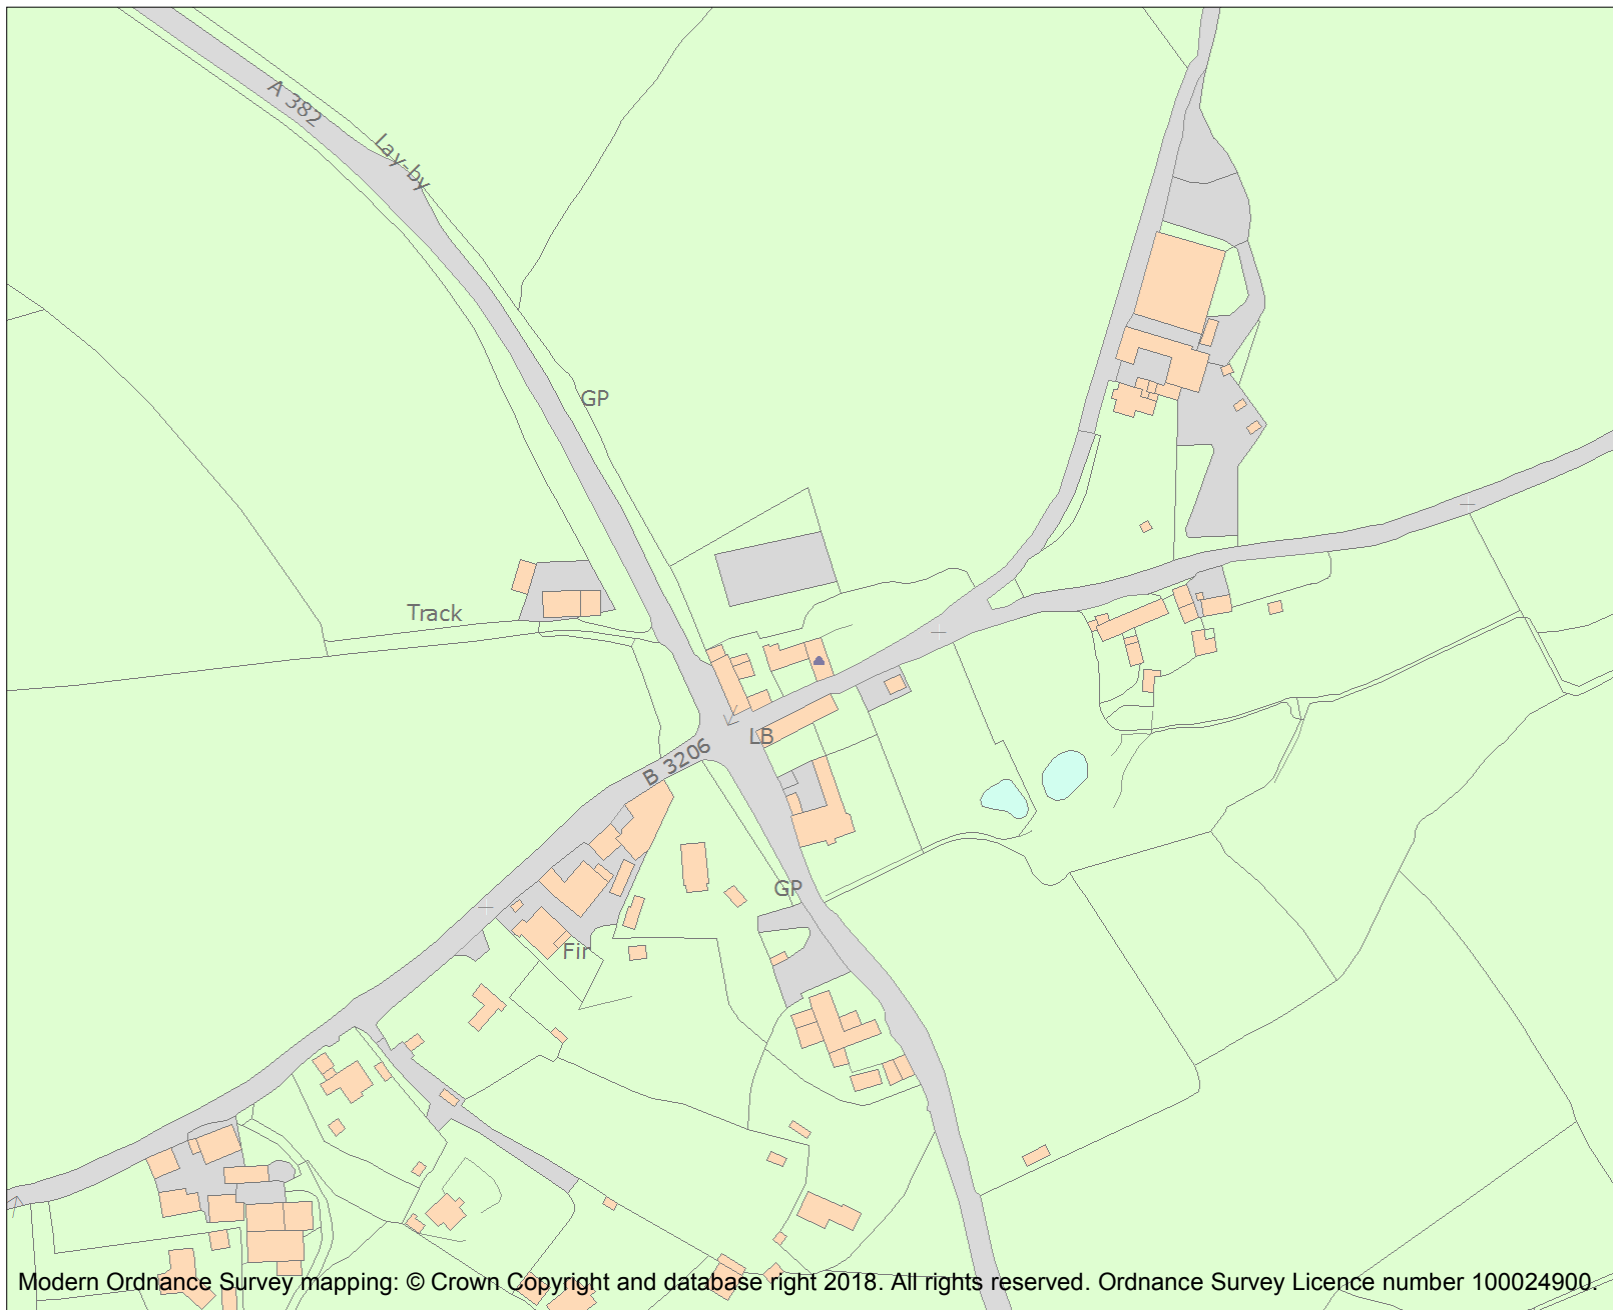 A 382
Lay-by
GP
Track
LB
B 3206
GP
Fir
Modern Ordnance Survey mapping: © Crown Copyright and database right 2018. All rights reserved. Ordnance Survey Licence number 100024900.